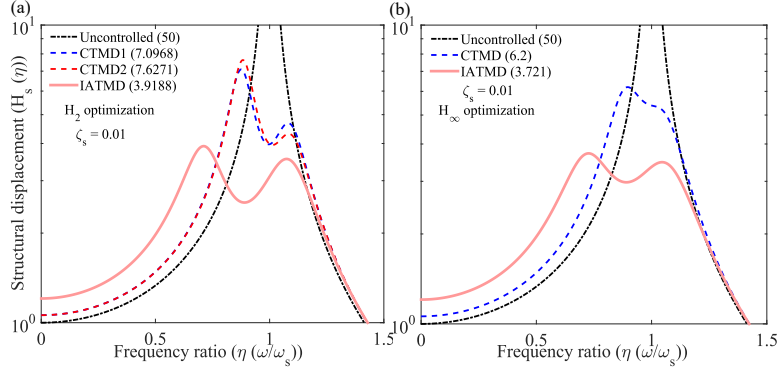 (a)
10¹
Uncontrolled (50)
CTMD1 (7.0968)
CTMD2 (7.6271)
IATMD (3.9188)
H₂ optimization
ζₛ = 0.01
Structural displacement (Hₛ (η))
10⁰
0 0.5 1 1.5
Frequency ratio (η (ω/ωₛ))
(b)
10¹
Uncontrolled (50)
CTMD (6.2)
IATMD (3.721)
ζₛ = 0.01
H∞ optimization
10⁰
0 0.5 1 1.5
Frequency ratio (η (ω/ωₛ))